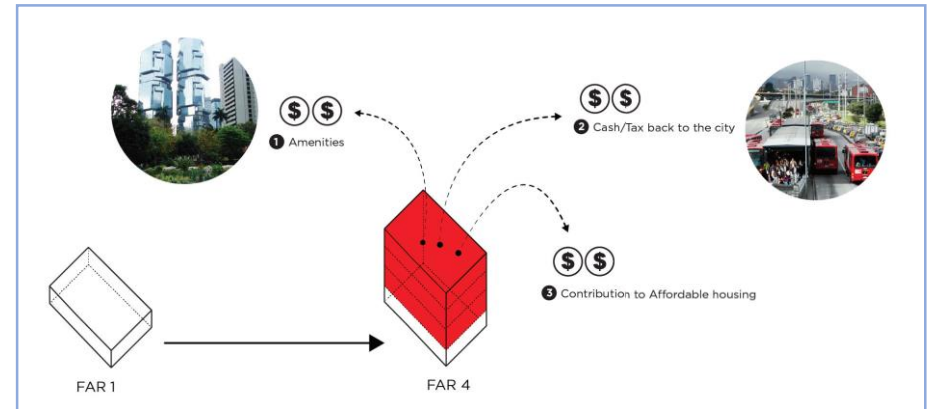 $ $
1 Amenities
$ $
2 Cash/Tax back to the city
$ $
3 Contribution to Affordable housing
FAR 1
FAR 4